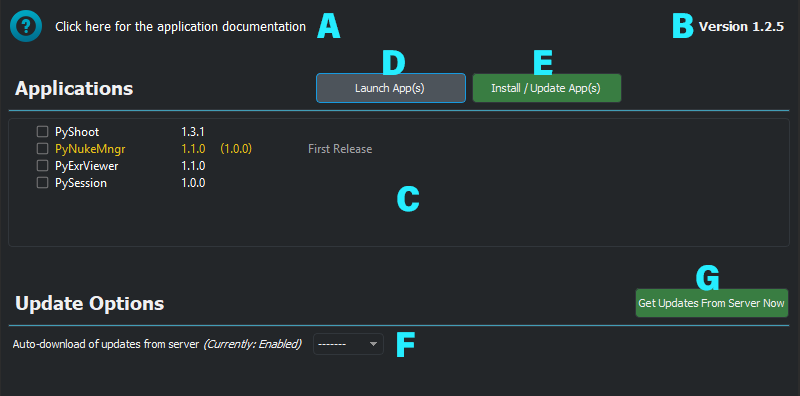 ? Click here for the application documentation A B Version 1.2.5
D E
Applications Launch App(s) Install / Update App(s)
PyShoot 1.3.1
PyNukeMngr 1.1.0 (1.0.0) First Release
PyExrViewer 1.1.0
PySession 1.0.0
C
G
Update Options Get Updates From Server Now
Auto-download of updates from server (Currently: Enabled) ------- F